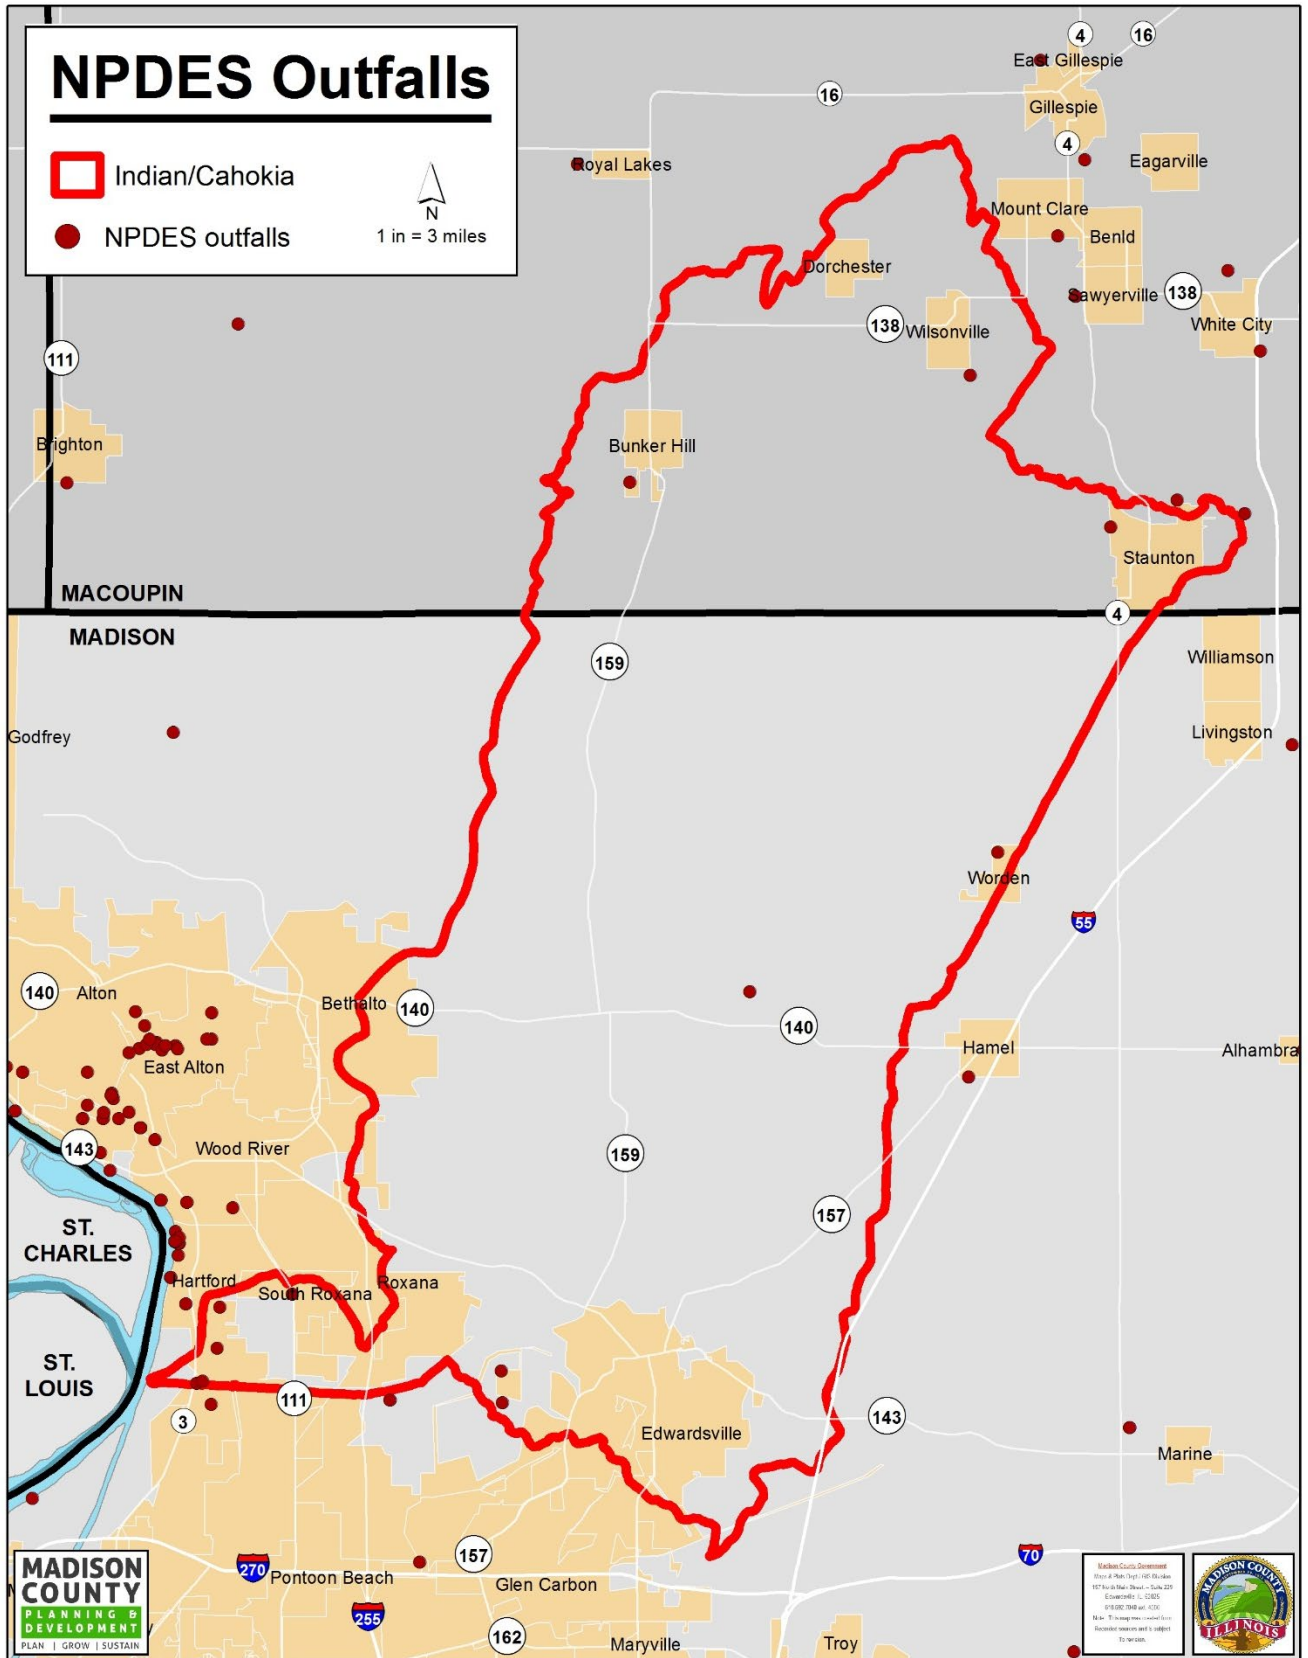 NPDES Outfalls
Indian/Cahokia
NPDES outfalls
N
1 in = 3 miles
4
16
East Gillespie
16
Gillespie
4
Royal Lakes
Eagarville
Mount Clare
Benld
Dorchester
Sawyerville
138
138
Wilsonville
White City
111
Brighton
Bunker Hill
Staunton
MACOUPIN
MADISON
4
159
Williamson
Godfrey
Livingston
Worden
55
140
Alton
Bethalto
140
140
Hamel
Alhambra
East Alton
143
Wood River
159
157
ST.
CHARLES
Hartford
South Roxana
Roxana
ST.
LOUIS
111
3
143
Edwardsville
Marine
157
270
Pontoon Beach
Glen Carbon
70
255
162
Maryville
Troy
MADISON
COUNTY
PLANNING &
DEVELOPMENT
PLAN | GROW | SUSTAIN
Madison County Government
MADISON COUNTY
ILLINOIS